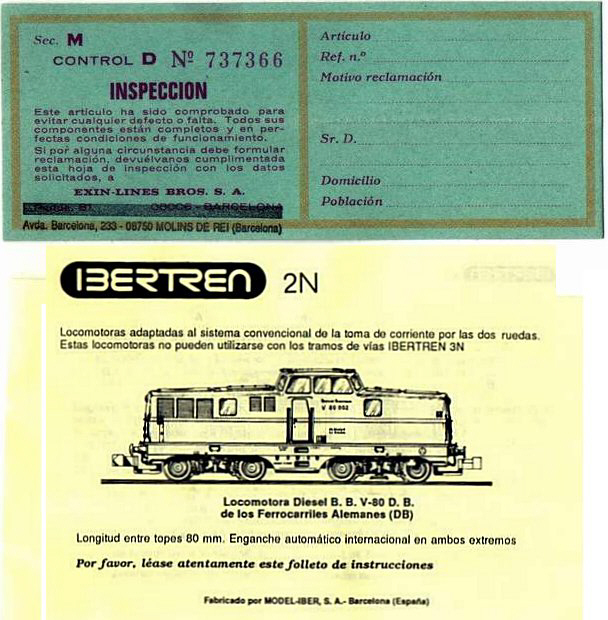 Sec. M
CONTROL D Nº 737366
INSPECCION
Este artículo ha sido comprobado para
evitar cualquier defecto o falta. Todos sus
componentes están completos y en per-
fectas condiciones de funcionamiento.
Si por alguna circunstancia debe formular
reclamación, devuélvanos cumplimentada
esta hoja de inspección con los datos
solicitados, a
EXIN-LINES BROS. S. A.
81 08006 - BARCELONA
Avda. Barcelona, 233 - 08750 MOLINS DE REI (Barcelona)
Artículo
Ref. n.º
Motivo reclamación
Sr. D.
Domicilio
Población
IBERTREN 2N
Locomotoras adaptadas al sistema convencional de la toma de corriente por las dos ruedas.
Estas locomotoras no pueden utilizarse con los tramos de vías IBERTREN 3N
V 80 002
Locomotora Diesel B. B. V-80 D. B.
de los Ferrocarriles Alemanes (DB)
Longitud entre topes 80 mm. Enganche automático internacional en ambos extremos
Por favor, léase atentamente este folleto de instrucciones
Fabricado por MODEL-IBER, S. A.- Barcelona (España)